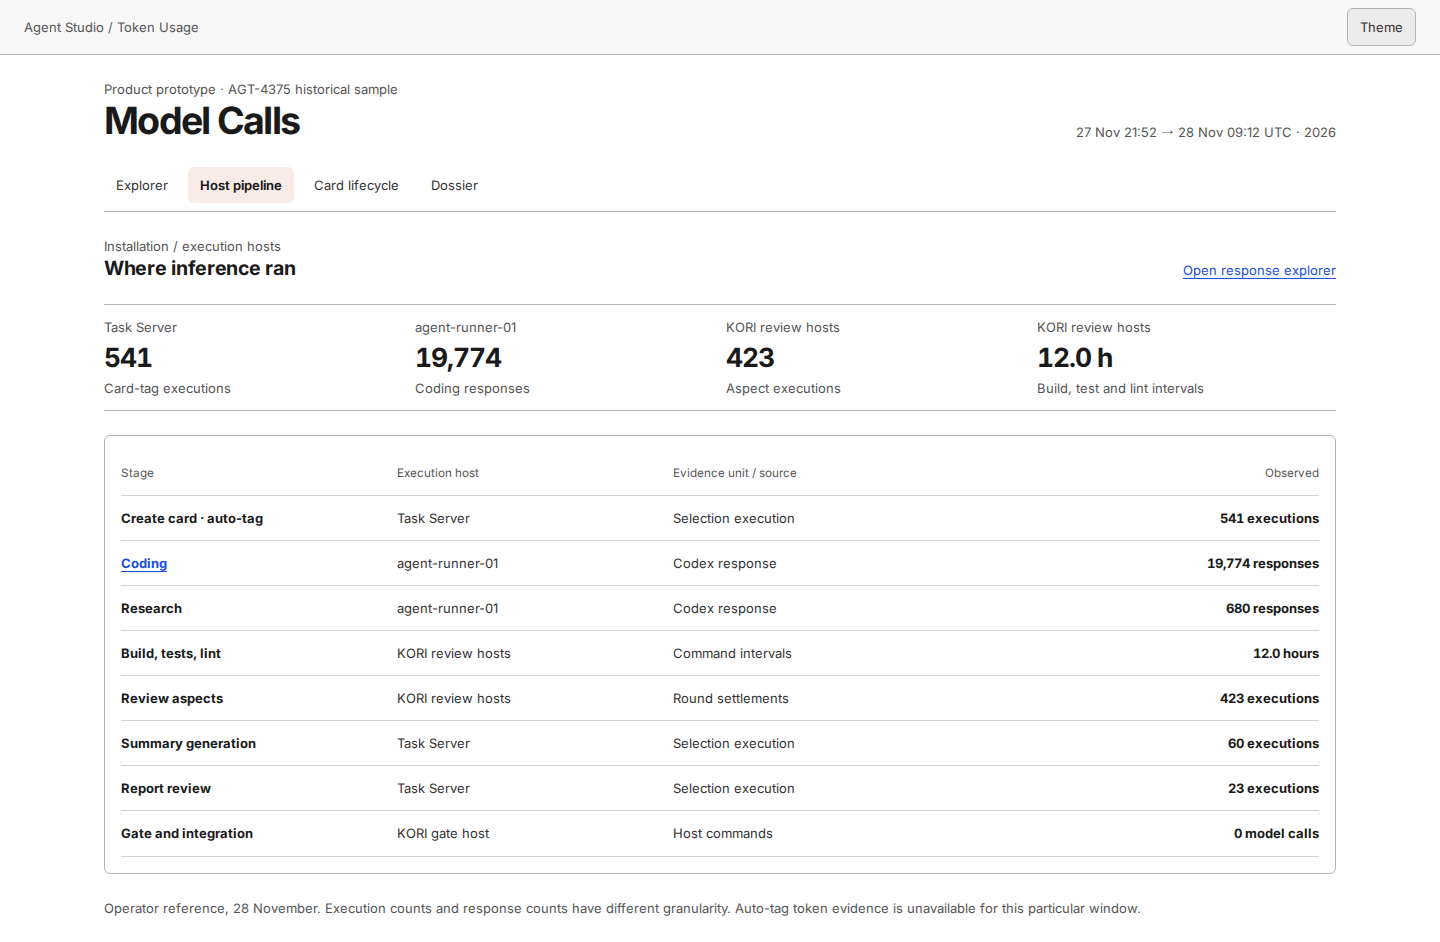 Agent Studio / Token Usage
Theme
Product prototype · AGT-4375 historical sample
Model Calls
27 Nov 21:52 → 28 Nov 09:12 UTC · 2026
Explorer Host pipeline Card lifecycle Dossier
Installation / execution hosts
Where inference ran
Open response explorer
Task Server agent-runner-01 KORI review hosts KORI review hosts
541 19,774 423 12.0 h
Card-tag executions Coding responses Aspect executions Build, test and lint intervals
Stage Execution host Evidence unit / source Observed
Create card · auto-tag Task Server Selection execution 541 executions
Coding agent-runner-01 Codex response 19,774 responses
Research agent-runner-01 Codex response 680 responses
Build, tests, lint KORI review hosts Command intervals 12.0 hours
Review aspects KORI review hosts Round settlements 423 executions
Summary generation Task Server Selection execution 60 executions
Report review Task Server Selection execution 23 executions
Gate and integration KORI gate host Host commands 0 model calls
Operator reference, 28 November. Execution counts and response counts have different granularity. Auto-tag token evidence is unavailable for this particular window.